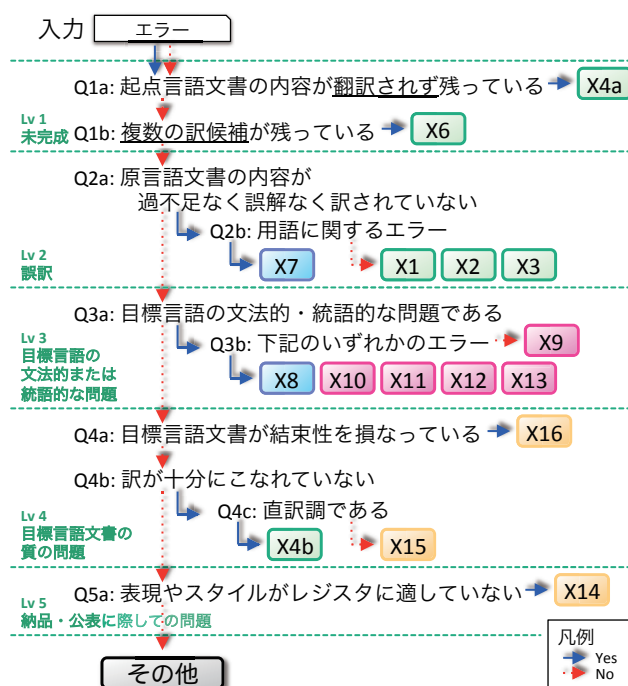 入力 エラー
Q1a: 起点言語文書の内容が翻訳されず残っている X4a
Lv 1
未完成
Q1b: 複数の訳候補が残っている X6
Q2a: 原言語文書の内容が
過不足なく誤解なく訳されていない
Q2b: 用語に関するエラー
Lv 2
誤訳
X7 X1 X2 X3
Q3a: 目標言語の文法的・統語的な問題である
Lv 3
目標言語の
文法的または
統語的な問題
Q3b: 下記のいずれかのエラー X9
X8 X10 X11 X12 X13
Q4a: 目標言語文書が結束性を損なっている X16
Q4b: 訳が十分にこなれていない
Q4c: 直訳調である
Lv 4
目標言語文書の
質の問題
X4b X15
Q5a: 表現やスタイルがレジスタに適していない X14
Lv 5
納品・公表に際しての問題
その他
凡例
Yes
No